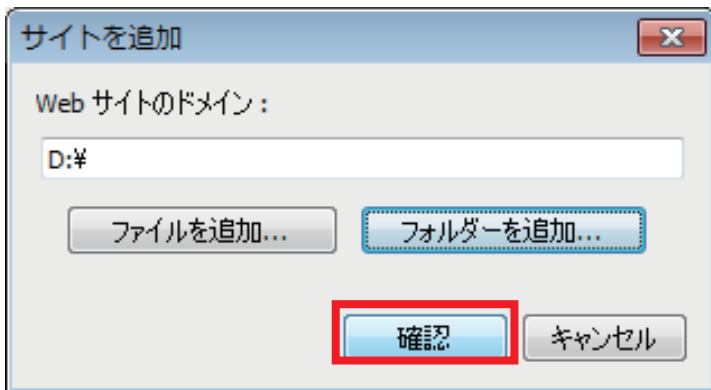 サイトを追加
Web サイトのドメイン :
D:¥
ファイルを追加... フォルダーを追加...
確認 キャンセル